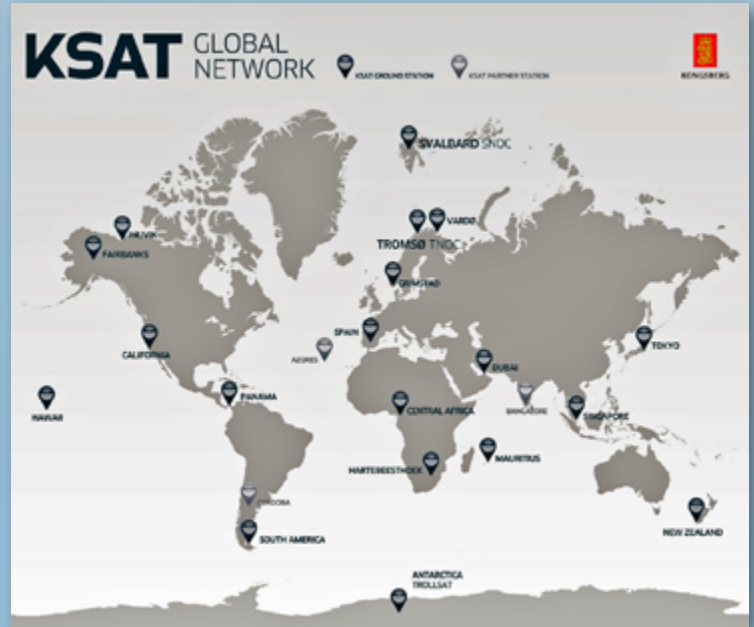 KSAT GLOBAL
NETWORK
KSAT GROUND STATION
KSAT PARTNER STATION
KONGSBERG
SVALBARD SNOC
INUVIK
VARDØ
TROMSØ TNOC
FAIRBANKS
GRIMSTAD
SPAIN
TOKYO
CALIFORNIA
AZORES
DUBAI
HAWAII
PANAMA
CENTRAL AFRICA
BANGALORE
SINGAPORE
MAURITIUS
HARTEBEESTHOEK
CORDOBA
NEW ZEALAND
SOUTH AMERICA
ANTARCTICA
TROLLSAT